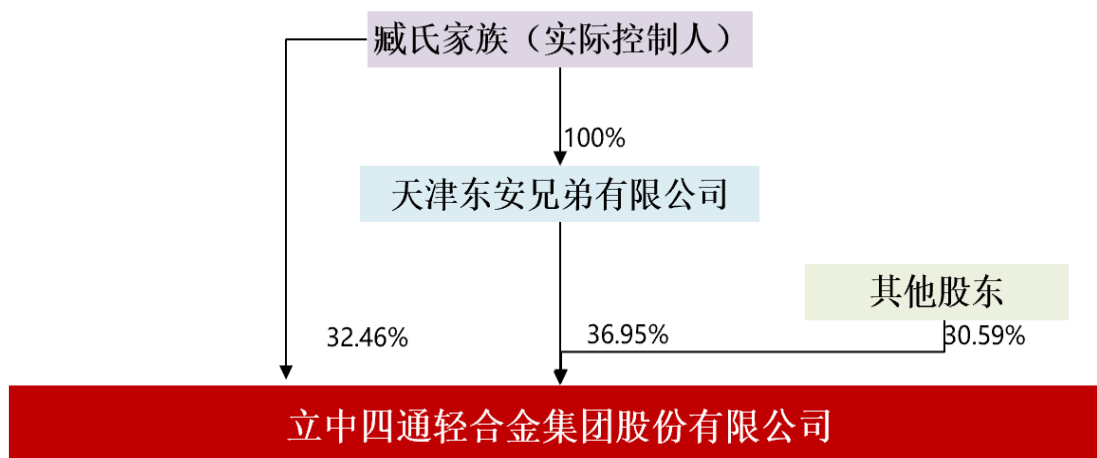 臧氏家族（实际控制人）
100%
天津东安兄弟有限公司
其他股东
32.46%
36.95%
30.59%
立中四通轻合金集团股份有限公司